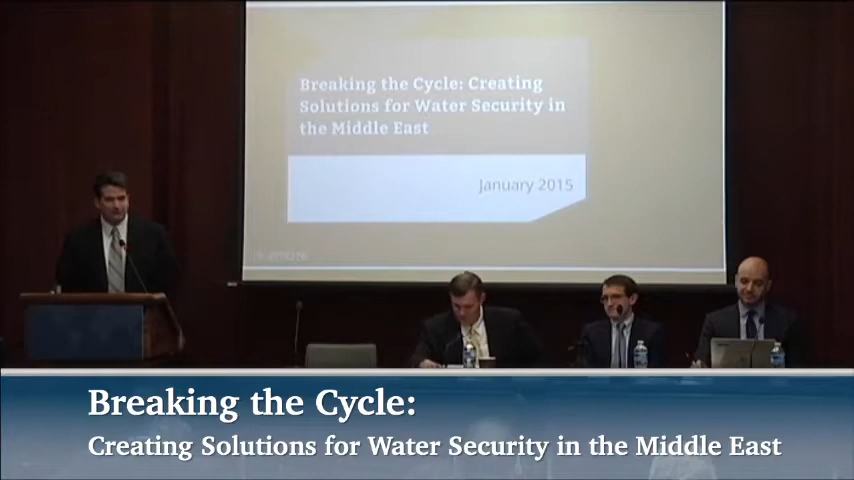 Breaking the Cycle: Creating
Solutions for Water Security in
the Middle East
January 2015
Breaking the Cycle:
Creating Solutions for Water Security in the Middle East